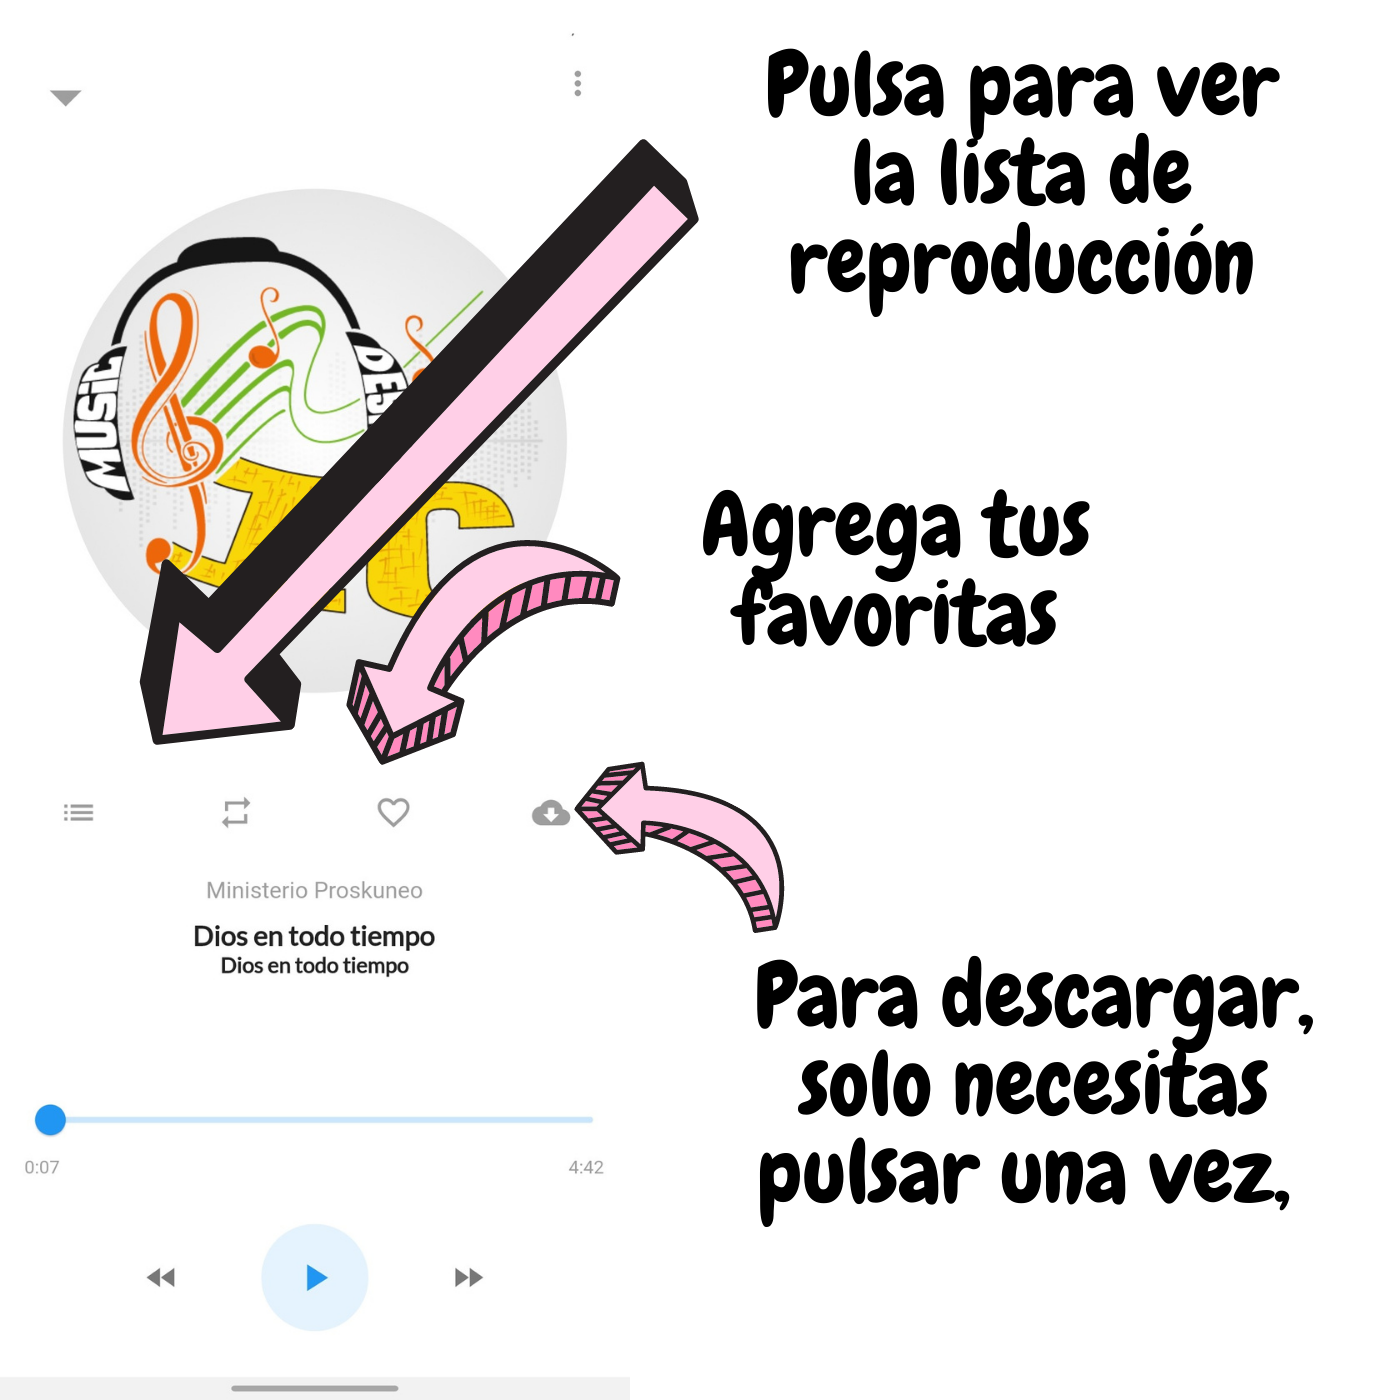 Pulsa para ver
la lista de
reproducción
MUSIC
Agrega tus
favoritas
Ministerio Proskuneo
Dios en todo tiempo
Dios en todo tiempo
Para descargar,
solo necesitas
pulsar una vez,
0:07
4:42